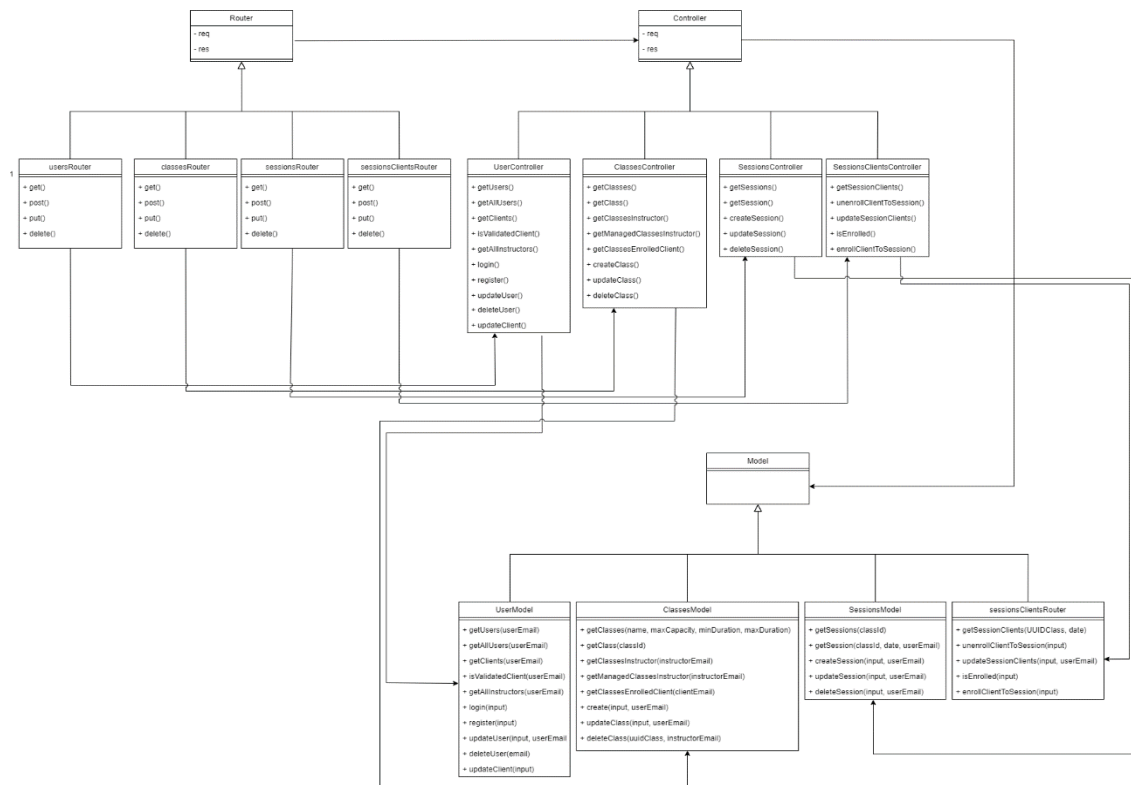 Router
- req
- res
Controller
- req
- res
1
usersRouter
+ get()
+ post()
+ put()
+ delete()
classesRouter
+ get()
+ post()
+ put()
+ delete()
sessionsRouter
+ get()
+ post()
+ put()
+ delete()
sessionsClientsRouter
+ get()
+ post()
+ put()
+ delete()
UserController
+ getUsers()
+ getAllUsers()
+ getClients()
+ isValidatedClient()
+ getAllInstructors()
+ login()
+ register()
+ updateUser()
+ deleteUser()
+ updateClient()
ClassesController
+ getClasses()
+ getClass()
+ getClassesInstructor()
+ getManagedClassesInstructor()
+ getClassesEnrolledClient()
+ createClass()
+ updateClass()
+ deleteClass()
SessionsController
+ getSessions()
+ getSession()
+ createSession()
+ updateSession()
+ deleteSession()
SessionsClientsController
+ getSessionClients()
+ unenrollClientToSession()
+ updateSessionClients()
+ isEnrolled()
+ enrollClientToSession()
Model
UserModel
+ getUsers(userEmail)
+ getAllUsers(userEmail)
+ getClients(userEmail)
+ isValidatedClient(userEmail)
+ getAllInstructors(userEmail)
+ login(input)
+ register(input)
+ updateUser(input, userEmail
+ deleteUser(email)
+ updateClient(input)
ClassesModel
+ getClasses(name, maxCapacity, minDuration, maxDuration)
+ getClass(classId)
+ getClassesInstructor(instructorEmail)
+ getManagedClassesInstructor(instructorEmail)
+ getClassesEnrolledClient(clientEmail)
+ create(input, userEmail)
+ updateClass(input, userEmail)
+ deleteClass(uuidClass, instructorEmail)
SessionsModel
+ getSessions(classId)
+ getSession(classId, date, userEmail)
+ createSession(input, userEmail)
+ updateSession(input, userEmail)
+ deleteSession(input, userEmail)
sessionsClientsRouter
+ getSessionClients(UUIDClass, date)
+ unenrollClientToSession(input)
+ updateSessionClients(input, userEmail)
+ isEnrolled(input)
+ enrollClientToSession(input)